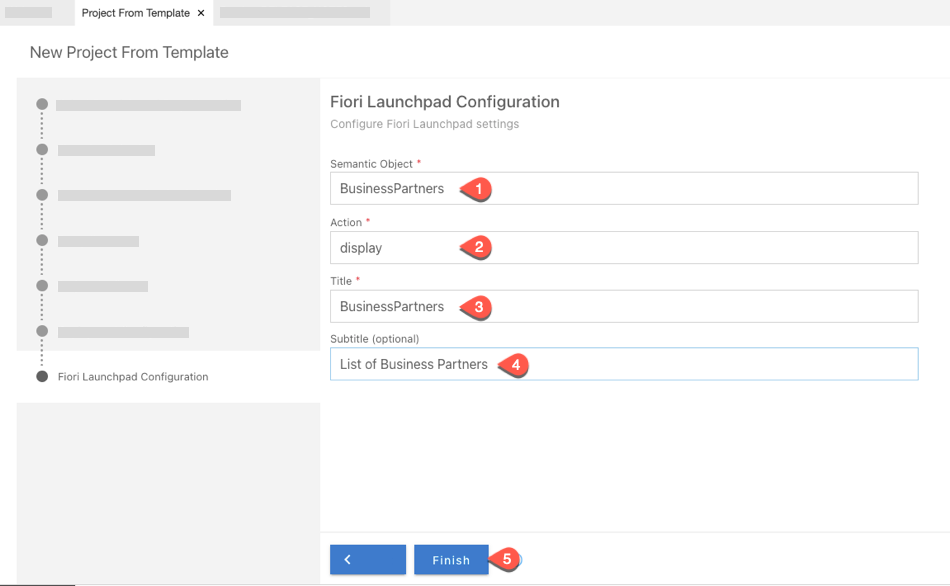 Project From Template ×
New Project From Template
Fiori Launchpad Configuration
Configure Fiori Launchpad settings
Semantic Object *
BusinessPartners 1
Action *
display 2
Title *
BusinessPartners 3
Subtitle (optional)
List of Business Partners 4
Fiori Launchpad Configuration
Finish 5